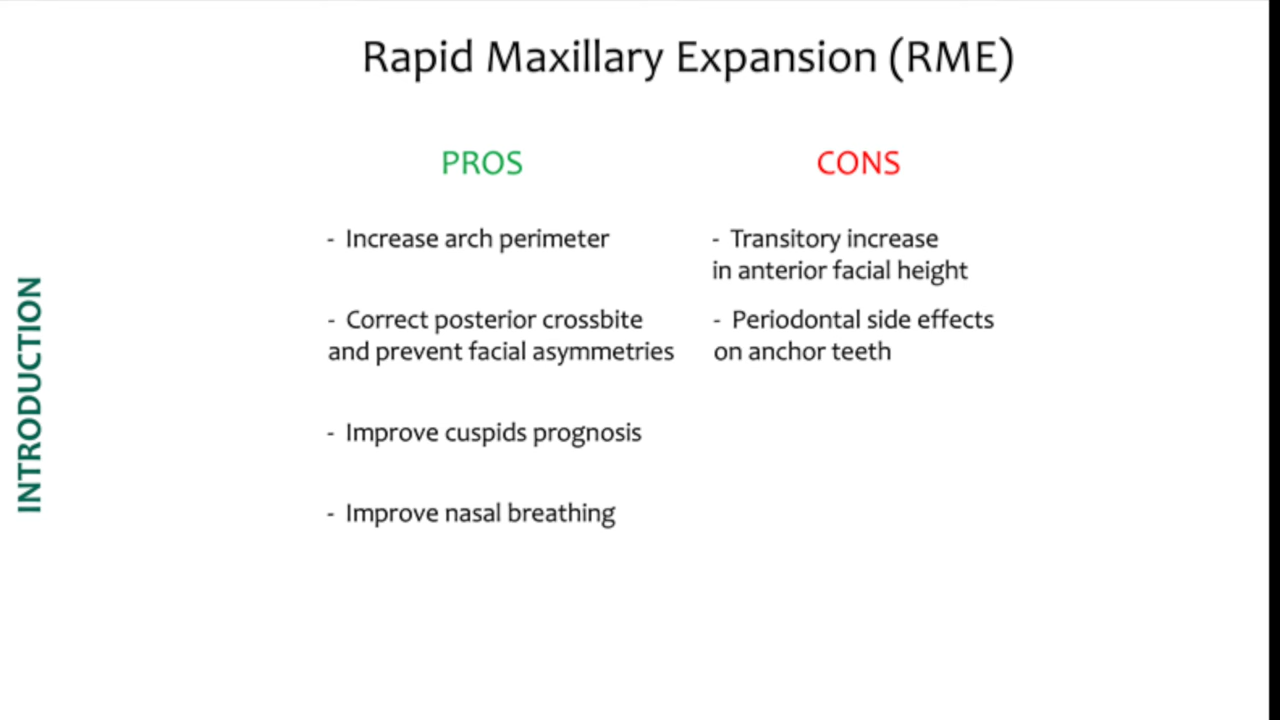 Rapid Maxillary Expansion (RME)
PROS
- Increase arch perimeter
- Correct posterior crossbite
and prevent facial asymmetries
- Improve cuspids prognosis
- Improve nasal breathing
CONS
- Transitory increase
in anterior facial height
- Periodontal side effects
on anchor teeth
INTRODUCTION